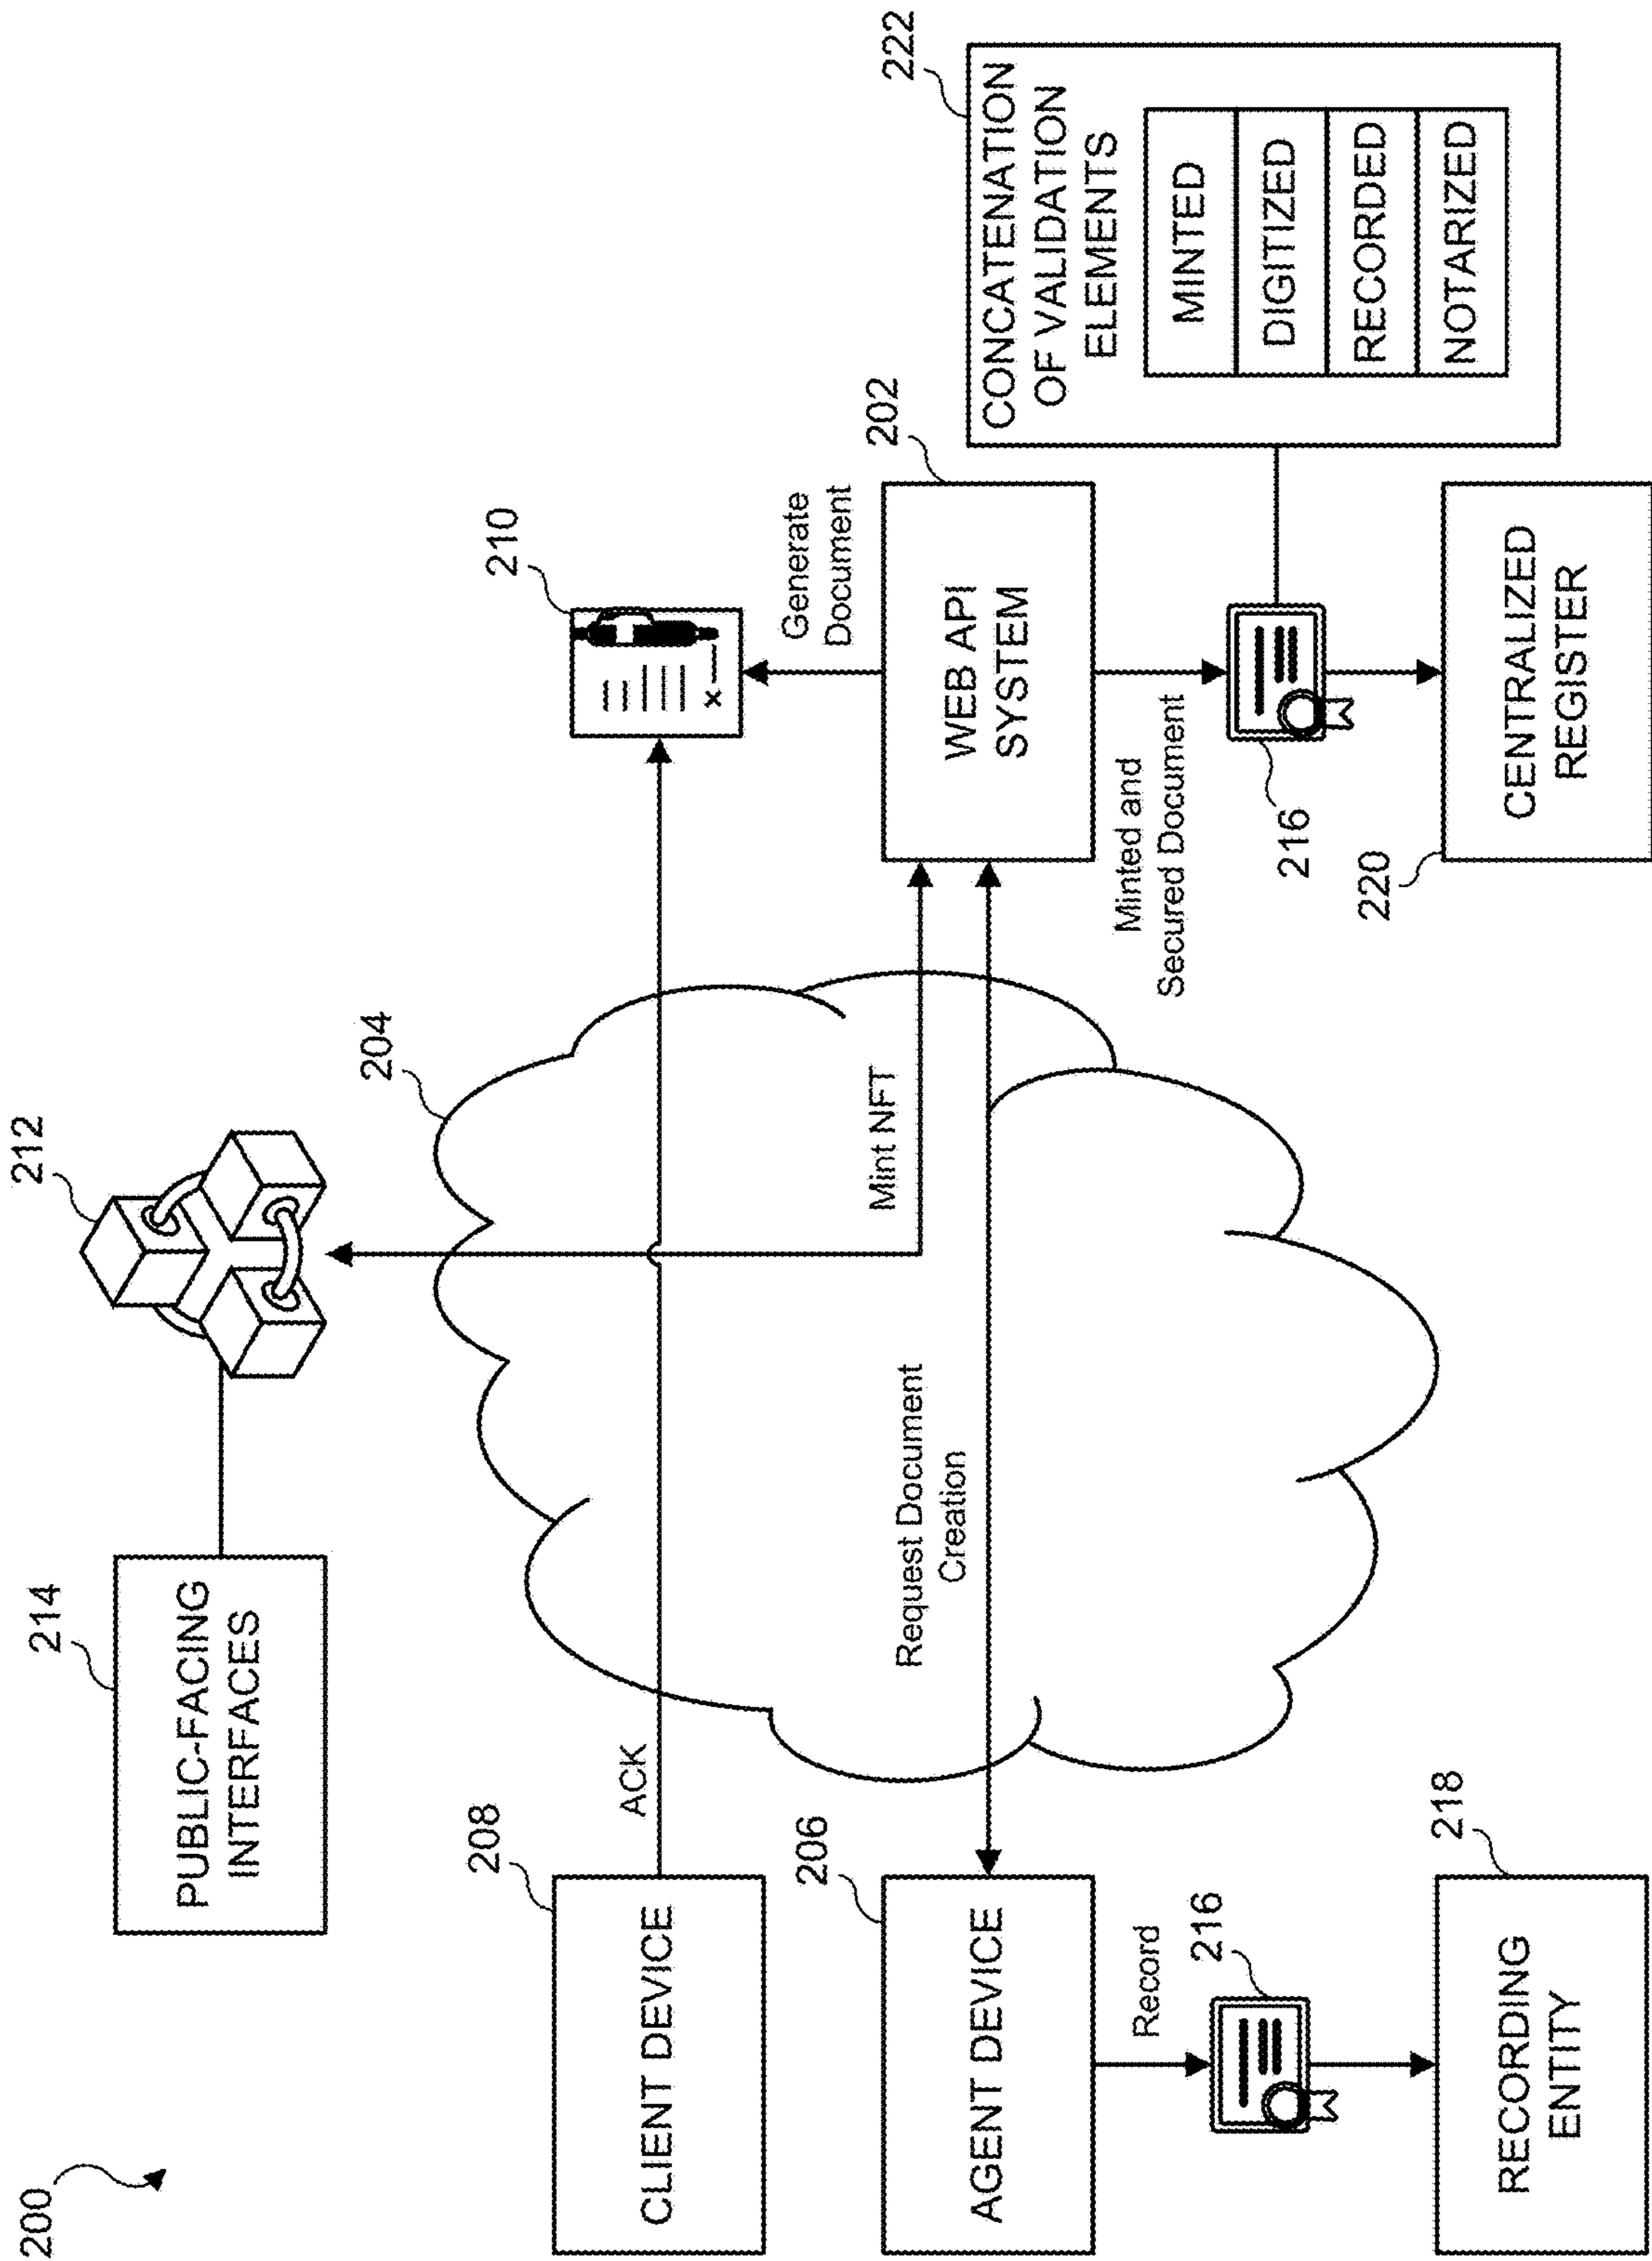 200
212
214
PUBLIC-FACING
INTERFACES
204
208
CLIENT DEVICE
ACK
210
x
Generate
Document
Mint NFT
202
WEB API
SYSTEM
206
AGENT DEVICE
Request Document
Creation
Record
216
218
RECORDING
ENTITY
Minted and
Secured Document
216
220
CENTRALIZED
REGISTER
222
CONCATENATION
OF VALIDATION
ELEMENTS
MINTED
DIGITIZED
RECORDED
NOTARIZED